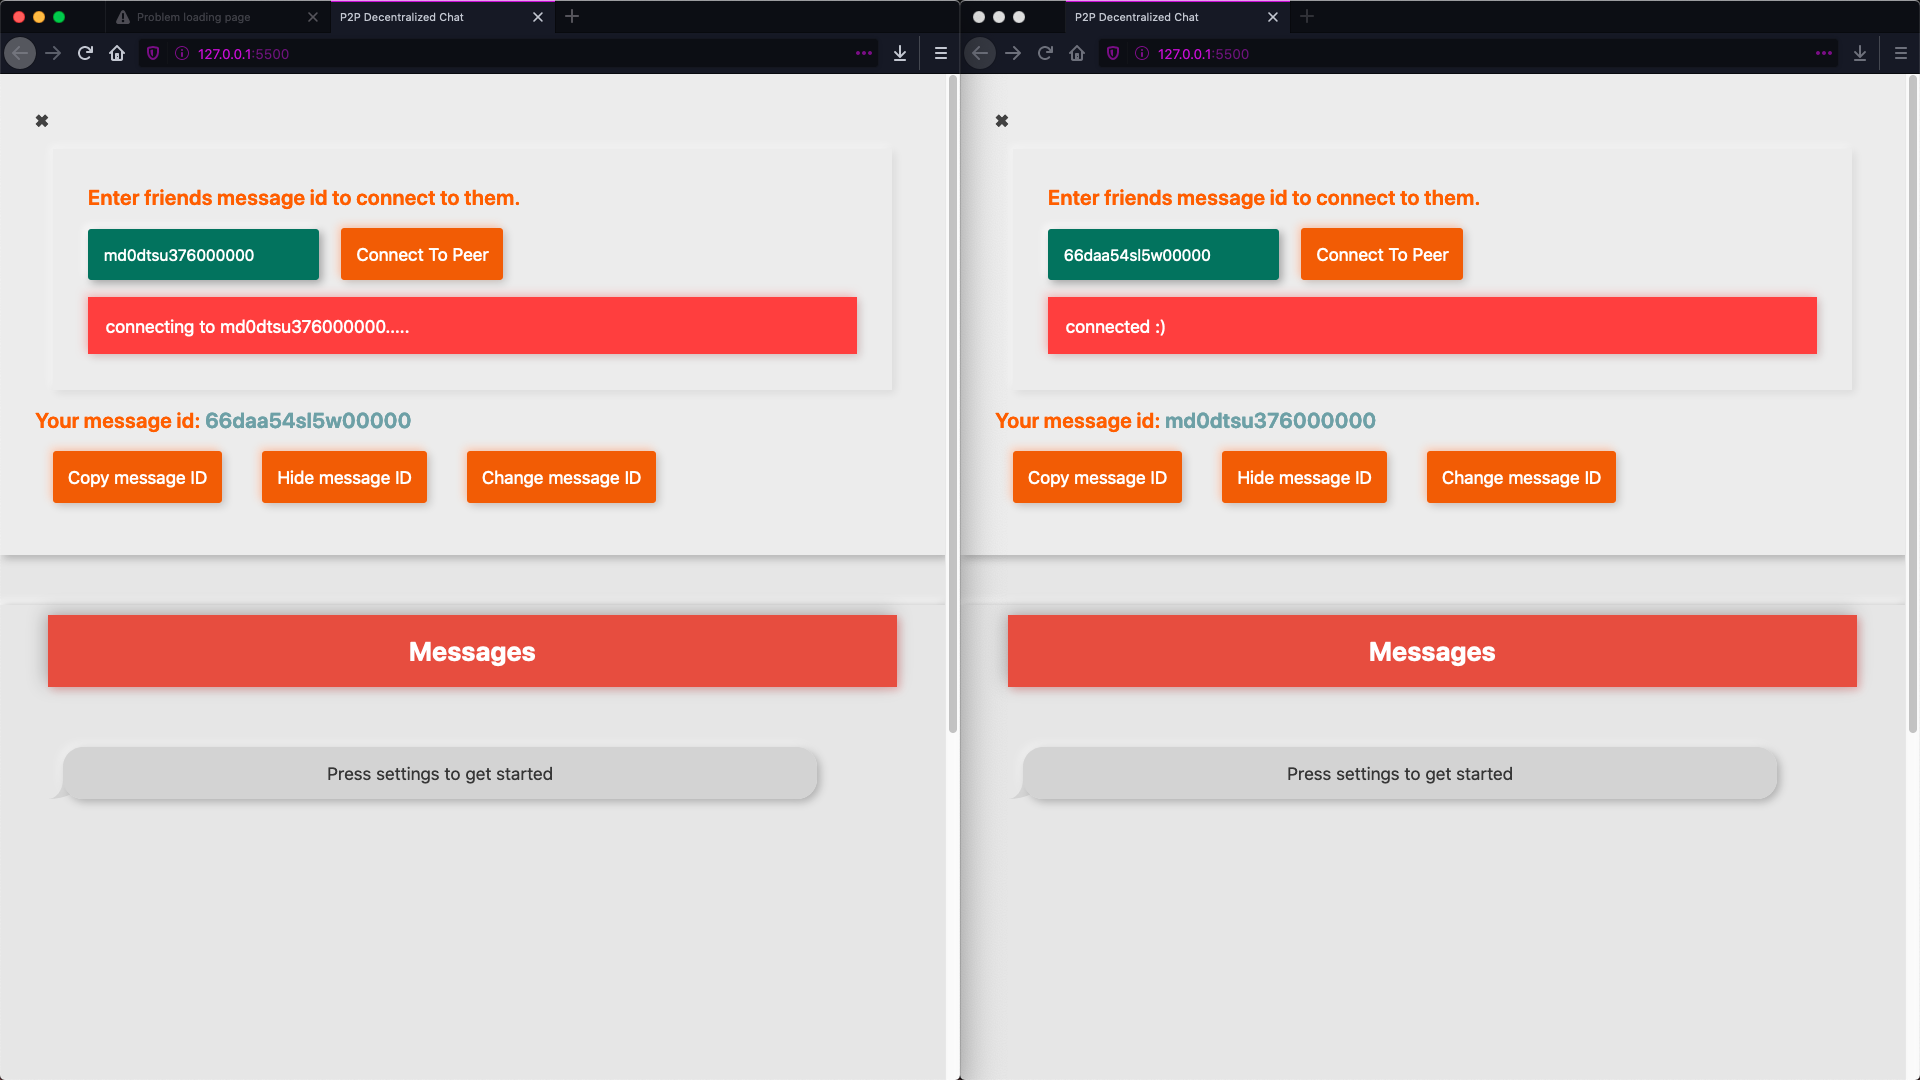 Problem loading page
P2P Decentralized Chat
127.0.0.1:5500
✖
Enter friends message id to connect to them.
md0dtsu376000000
Connect To Peer
connecting to md0dtsu376000000.....
Your message id: 66daa54sl5w00000
Copy message ID
Hide message ID
Change message ID
Messages
Press settings to get started
P2P Decentralized Chat
127.0.0.1:5500
✖
Enter friends message id to connect to them.
66daa54sl5w00000
Connect To Peer
connected :)
Your message id: md0dtsu376000000
Copy message ID
Hide message ID
Change message ID
Messages
Press settings to get started